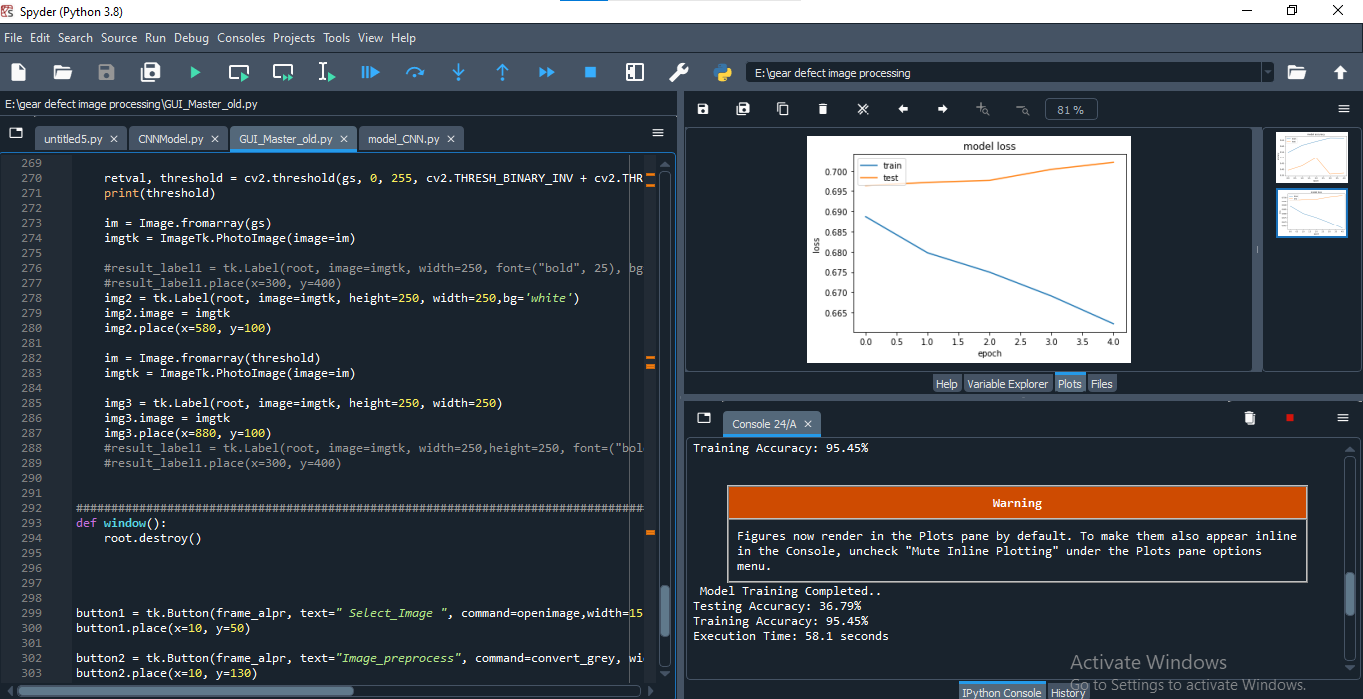 Spyder (Python 3.8)
File Edit Search Source Run Debug Consoles Projects Tools View Help
E:\gear defect image processing
E:\gear defect image processing\GUI_Master_old.py
untitled5.py CNNModel.py GUI_Master_old.py model_CNN.py
269
270 retval, threshold = cv2.threshold(gs, 0, 255, cv2.THRESH_BINARY_INV + cv2.THR
271 print(threshold)
272
273 im = Image.fromarray(gs)
274 imgtk = ImageTk.PhotoImage(image=im)
275
276 #result_label1 = tk.Label(root, image=imgtk, width=250, font=("bold", 25), bg
277 #result_label1.place(x=300, y=400)
278 img2 = tk.Label(root, image=imgtk, height=250, width=250,bg='white')
279 img2.image = imgtk
280 img2.place(x=580, y=100)
281
282 im = Image.fromarray(threshold)
283 imgtk = ImageTk.PhotoImage(image=im)
284
285 img3 = tk.Label(root, image=imgtk, height=250, width=250)
286 img3.image = imgtk
287 img3.place(x=880, y=100)
288 #result_label1 = tk.Label(root, image=imgtk, width=250,height=250, font=("bol
289 #result_label1.place(x=300, y=400)
290
291
292 #################################################################################
293 def window():
294 root.destroy()
295
296
297
298
299 button1 = tk.Button(frame_alpr, text=" Select_Image ", command=openimage,width=15
300 button1.place(x=10, y=50)
301
302 button2 = tk.Button(frame_alpr, text="Image_preprocess", command=convert_grey, wi
303 button2.place(x=10, y=130)
81 %
model loss
train
test
0.700
0.695
0.690
0.685
0.680
0.675
0.670
0.665
loss
0.0 0.5 1.0 1.5 2.0 2.5 3.0 3.5 4.0
epoch
Help Variable Explorer Plots Files
Console 24/A
Training Accuracy: 95.45%
Warning
Figures now render in the Plots pane by default. To make them also appear inline
in the Console, uncheck "Mute Inline Plotting" under the Plots pane options
menu.
Model Training Completed..
Testing Accuracy: 36.79%
Training Accuracy: 95.45%
Execution Time: 58.1 seconds
Activate Windows
Go to Settings to activate Windows.
IPython Console History